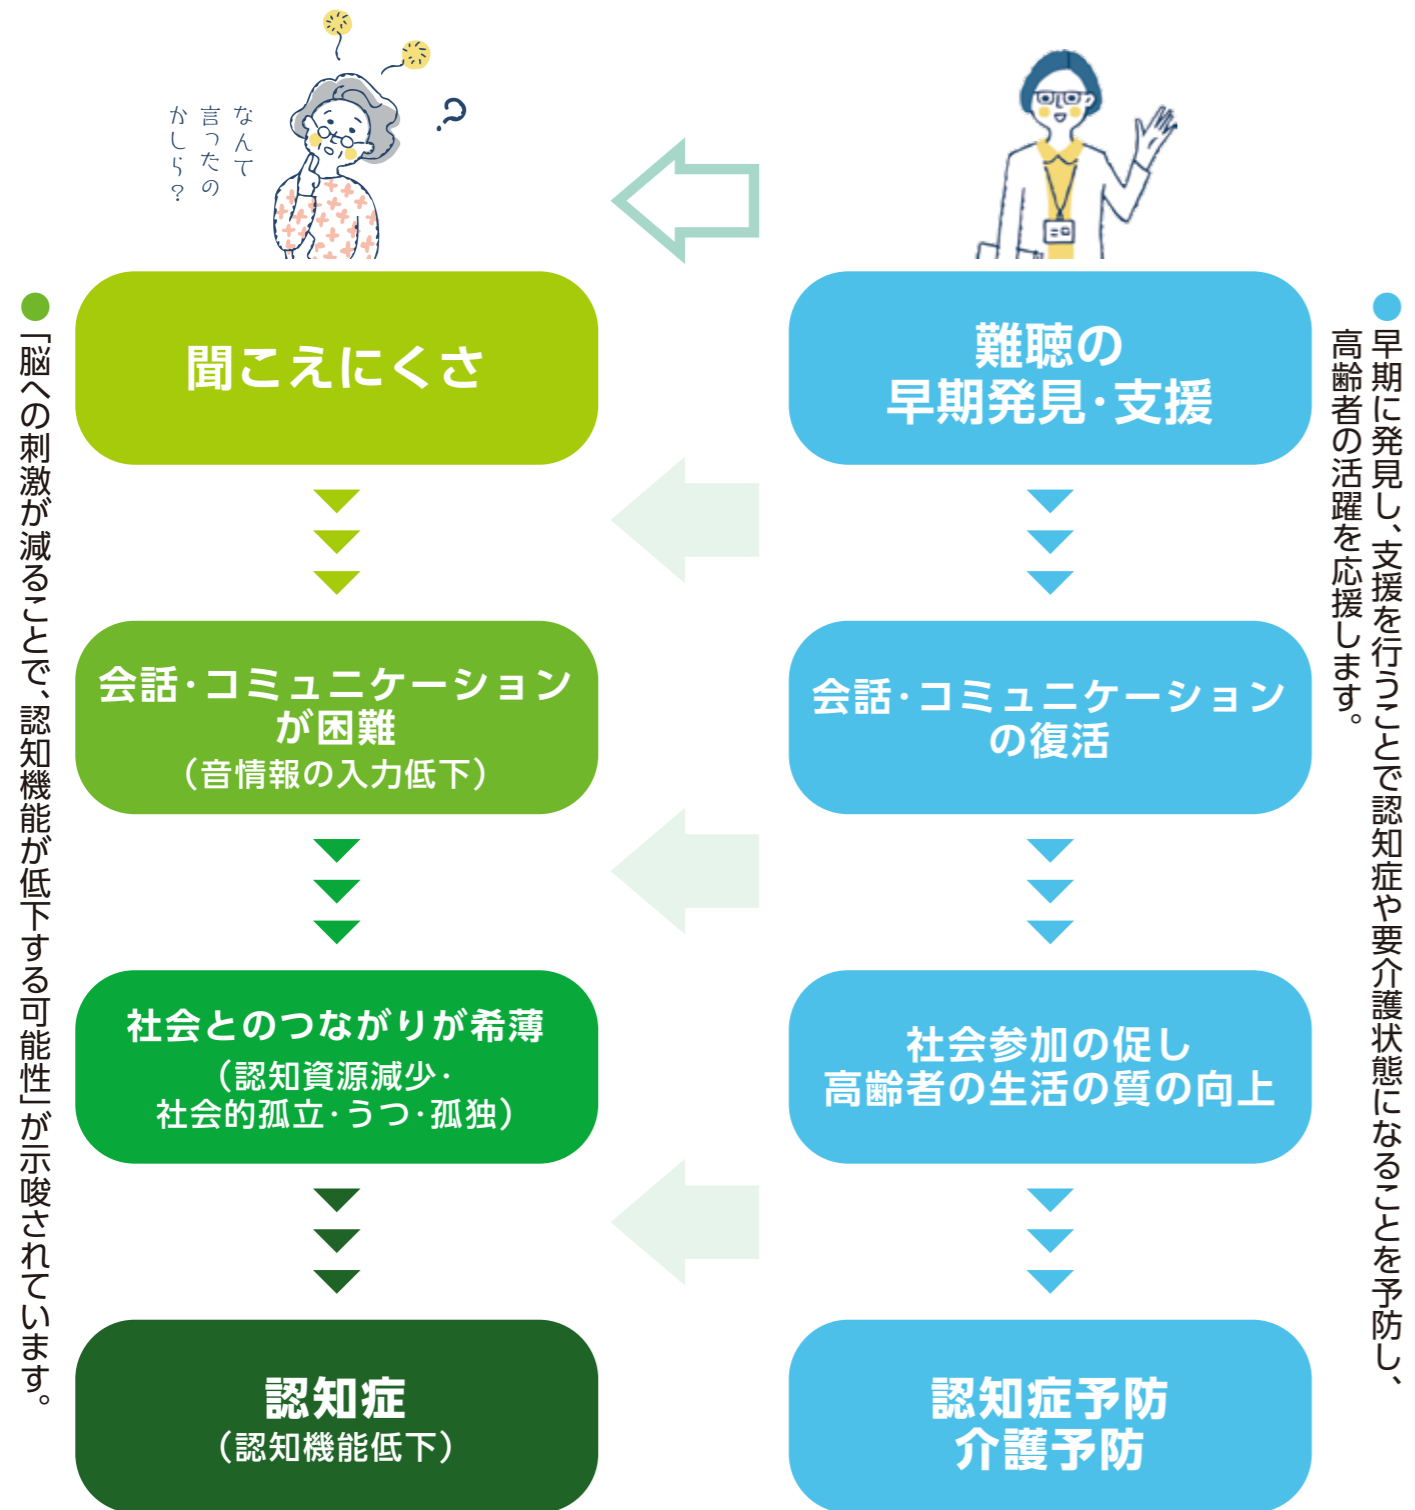 なんて
言ったの
かしら？
?
聞こえにくさ
会話・コミュニケーション
が困難
（音情報の入力低下）
社会とのつながりが希薄
（認知資源減少・
社会的孤立・うつ・孤独）
認知症
（認知機能低下）
●「脳への刺激が減ることで、認知機能が低下する可能性」が示唆されています。
難聴の
早期発見・支援
会話・コミュニケーション
の復活
社会参加の促し
高齢者の生活の質の向上
認知症予防
介護予防
●早期に発見し、支援を行うことで認知症や要介護状態になることを予防し、
高齢者の活躍を応援します。